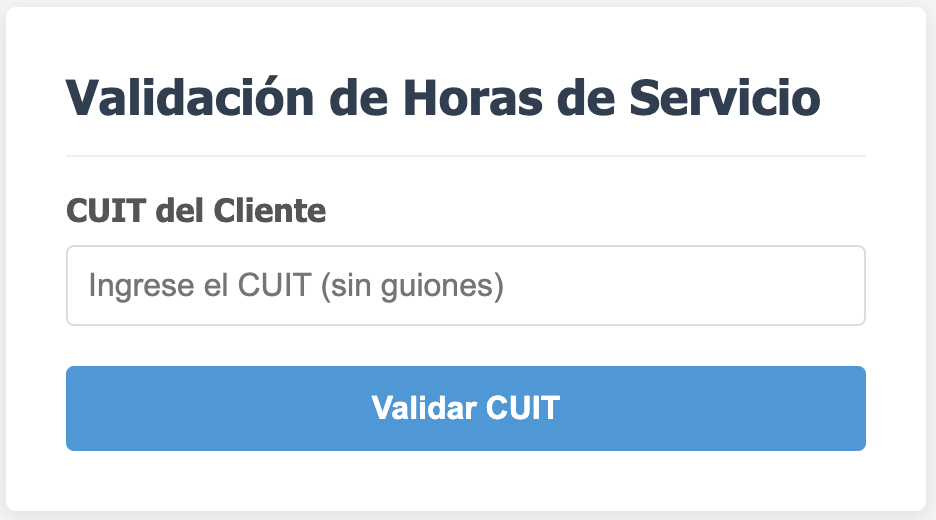 Validación de Horas de Servicio
CUIT del Cliente
Ingrese el CUIT (sin guiones)
Validar CUIT